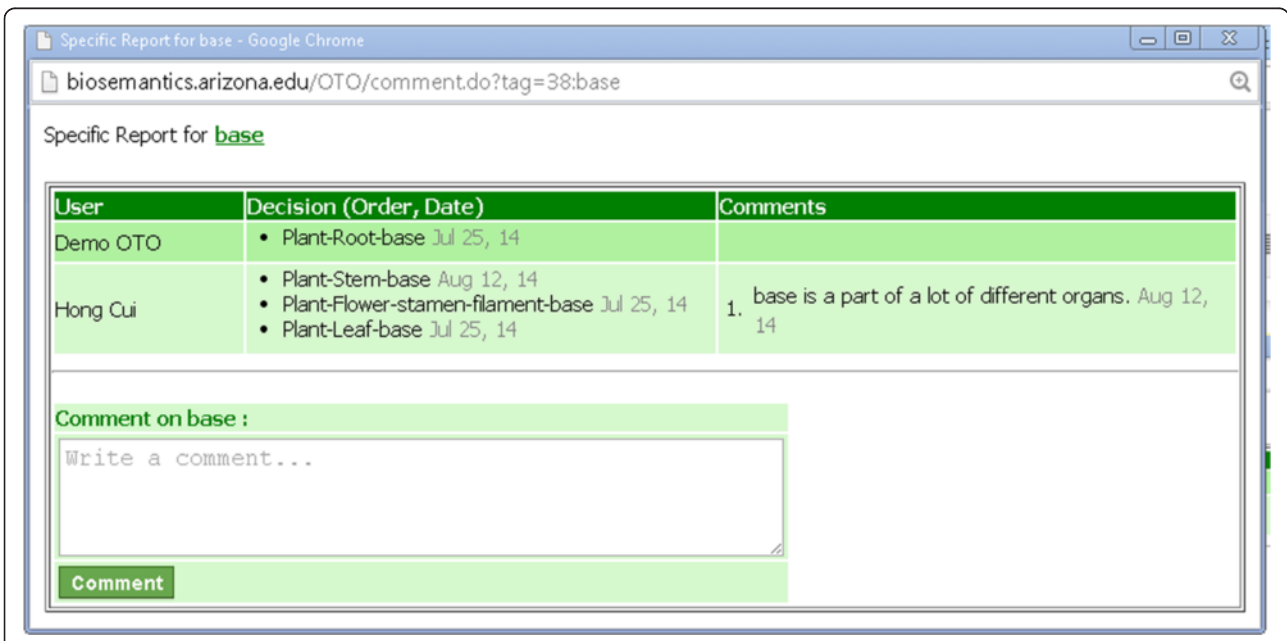 Specific Report for base - Google Chrome
biosemantics.arizona.edu/OTO/comment.do?tag=38:base
Specific Report for base
User Decision (Order, Date) Comments
Demo OTO • Plant-Root-base Jul 25, 14
Hong Cui • Plant-Stem-base Aug 12, 14
• Plant-Flower-stamen-filament-base Jul 25, 14
• Plant-Leaf-base Jul 25, 14
1. base is a part of a lot of different organs. Aug 12,
14
Comment on base :
Write a comment...
Comment